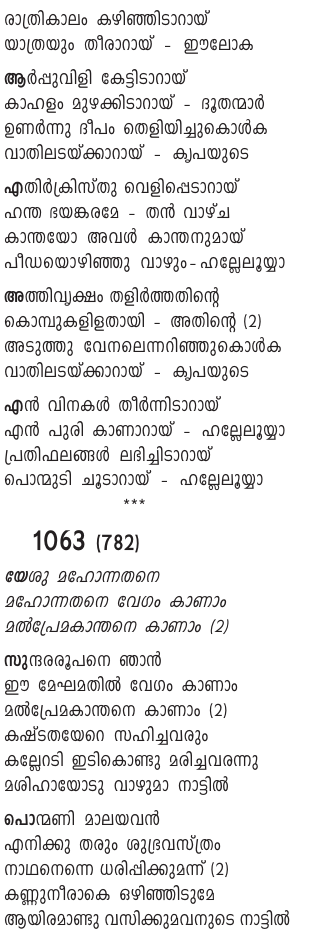 രാത്രികാലം കഴിഞ്ഞിടാറായ്
യാത്രയും തീരാറായ് - ഈലോക
ആർപ്പുവിളി കേട്ടിടാറായ്
കാഹളം മുഴക്കിടാറായ് - ദൂതന്മാർ
ഉണർന്നു ദീപം തെളിയിച്ചുകൊൾക
വാതിലടയ്ക്കാറായ് - കൃപയുടെ
എതിർക്രിസ്തു വെളിപ്പെടാറായ്
ഹന്ത ഭയങ്കരമേ - തൻ വാഴ്ച
കാന്തയോ അവൾ കാന്തനുമായ്
പീഡയൊഴിഞ്ഞു വാഴും-ഹല്ലേലൂയ്യാ
അത്തിവൃക്ഷം തളിർത്തതിന്റെ
കൊമ്പുകളിളതായി - അതിന്റെ (2)
അടുത്തു വേനലെന്നറിഞ്ഞുകൊൾക
വാതിലടയ്ക്കാറായ് - കൃപയുടെ
എൻ വിനകൾ തീർന്നിടാറായ്
എൻ പുരി കാണാറായ് - ഹല്ലേലൂയ്യാ
പ്രതിഫലങ്ങൾ ലഭിച്ചിടാറായ്
പൊന്മുടി ചൂടാറായ് - ഹല്ലേലൂയ്യാ
***
1063 (782)
യേശു മഹോന്നതനെ
മഹോന്നതനെ വേഗം കാണാം
മൽപ്രേമകാന്തനെ കാണാം (2)
സുന്ദരരൂപനെ ഞാൻ
ഈ മേഘമതിൽ വേഗം കാണാം
മൽപ്രേമകാന്തനെ കാണാം (2)
കഷ്ടതയേറെ സഹിച്ചവരും
കല്ലേറടി ഇടികൊണ്ടു മരിച്ചവരന്നു
മശിഹായോടു വാഴുമാ നാട്ടിൽ
പൊന്മണി മാലയവൻ
എനിക്കു തരും ശുഭ്രവസ്ത്രം
നാഥനെന്നെ ധരിപ്പിക്കുമന്ന് (2)
കണ്ണുനീരാകെ ഒഴിഞ്ഞിടുമേ
ആയിരമാണ്ടു വസിക്കുമവനുടെ നാട്ടിൽ